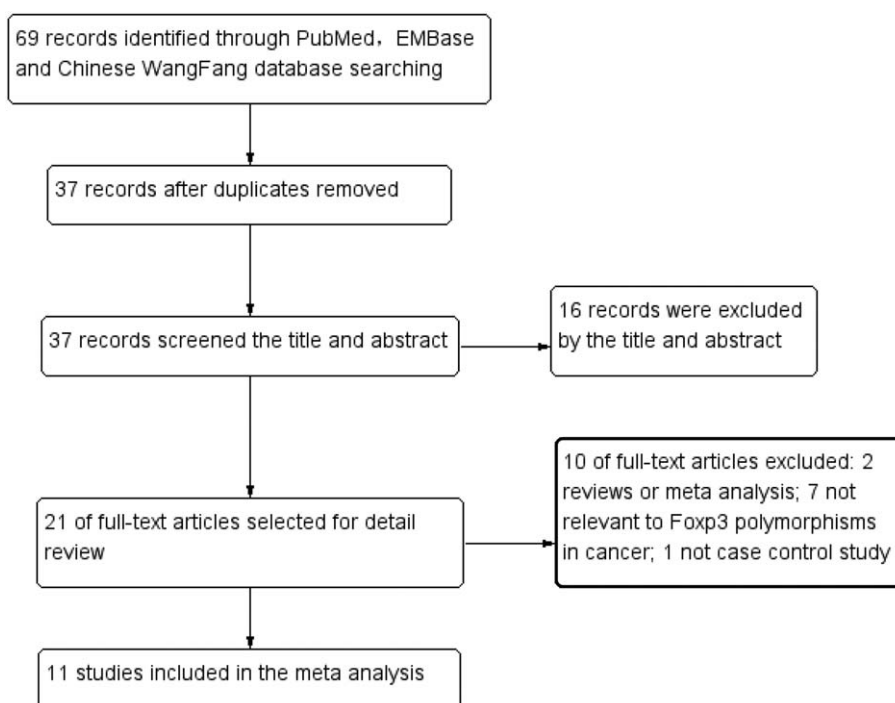 69 records identified through PubMed，EMBase
and Chinese WangFang database searching
37 records after duplicates removed
37 records screened the title and abstract
16 records were excluded
by the title and abstract
21 of full-text articles selected for detail
review
10 of full-text articles excluded: 2
reviews or meta analysis; 7 not
relevant to Foxp3 polymorphisms
in cancer; 1 not case control study
11 studies included in the meta analysis